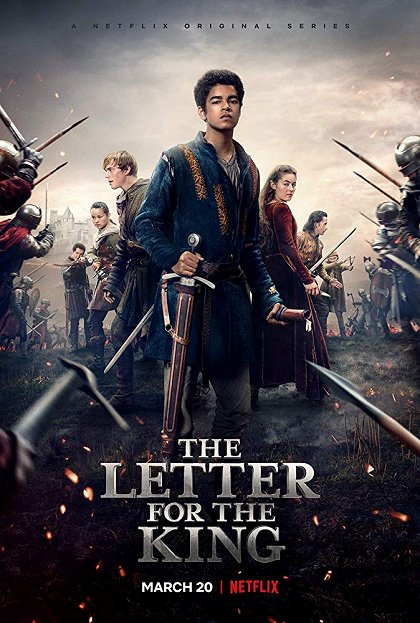 A NETFLIX ORIGINAL SERIES
THE
LETTER
FOR THE
KING
MARCH 20 | NETFLIX